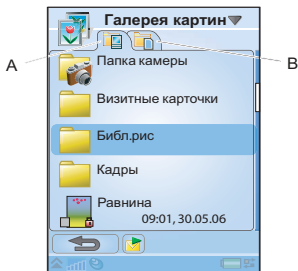 Галерея картин
A
B
Папка камеры
Визитные карточки
Библ.рис
Кадры
Равнина
09:01, 30.05.06